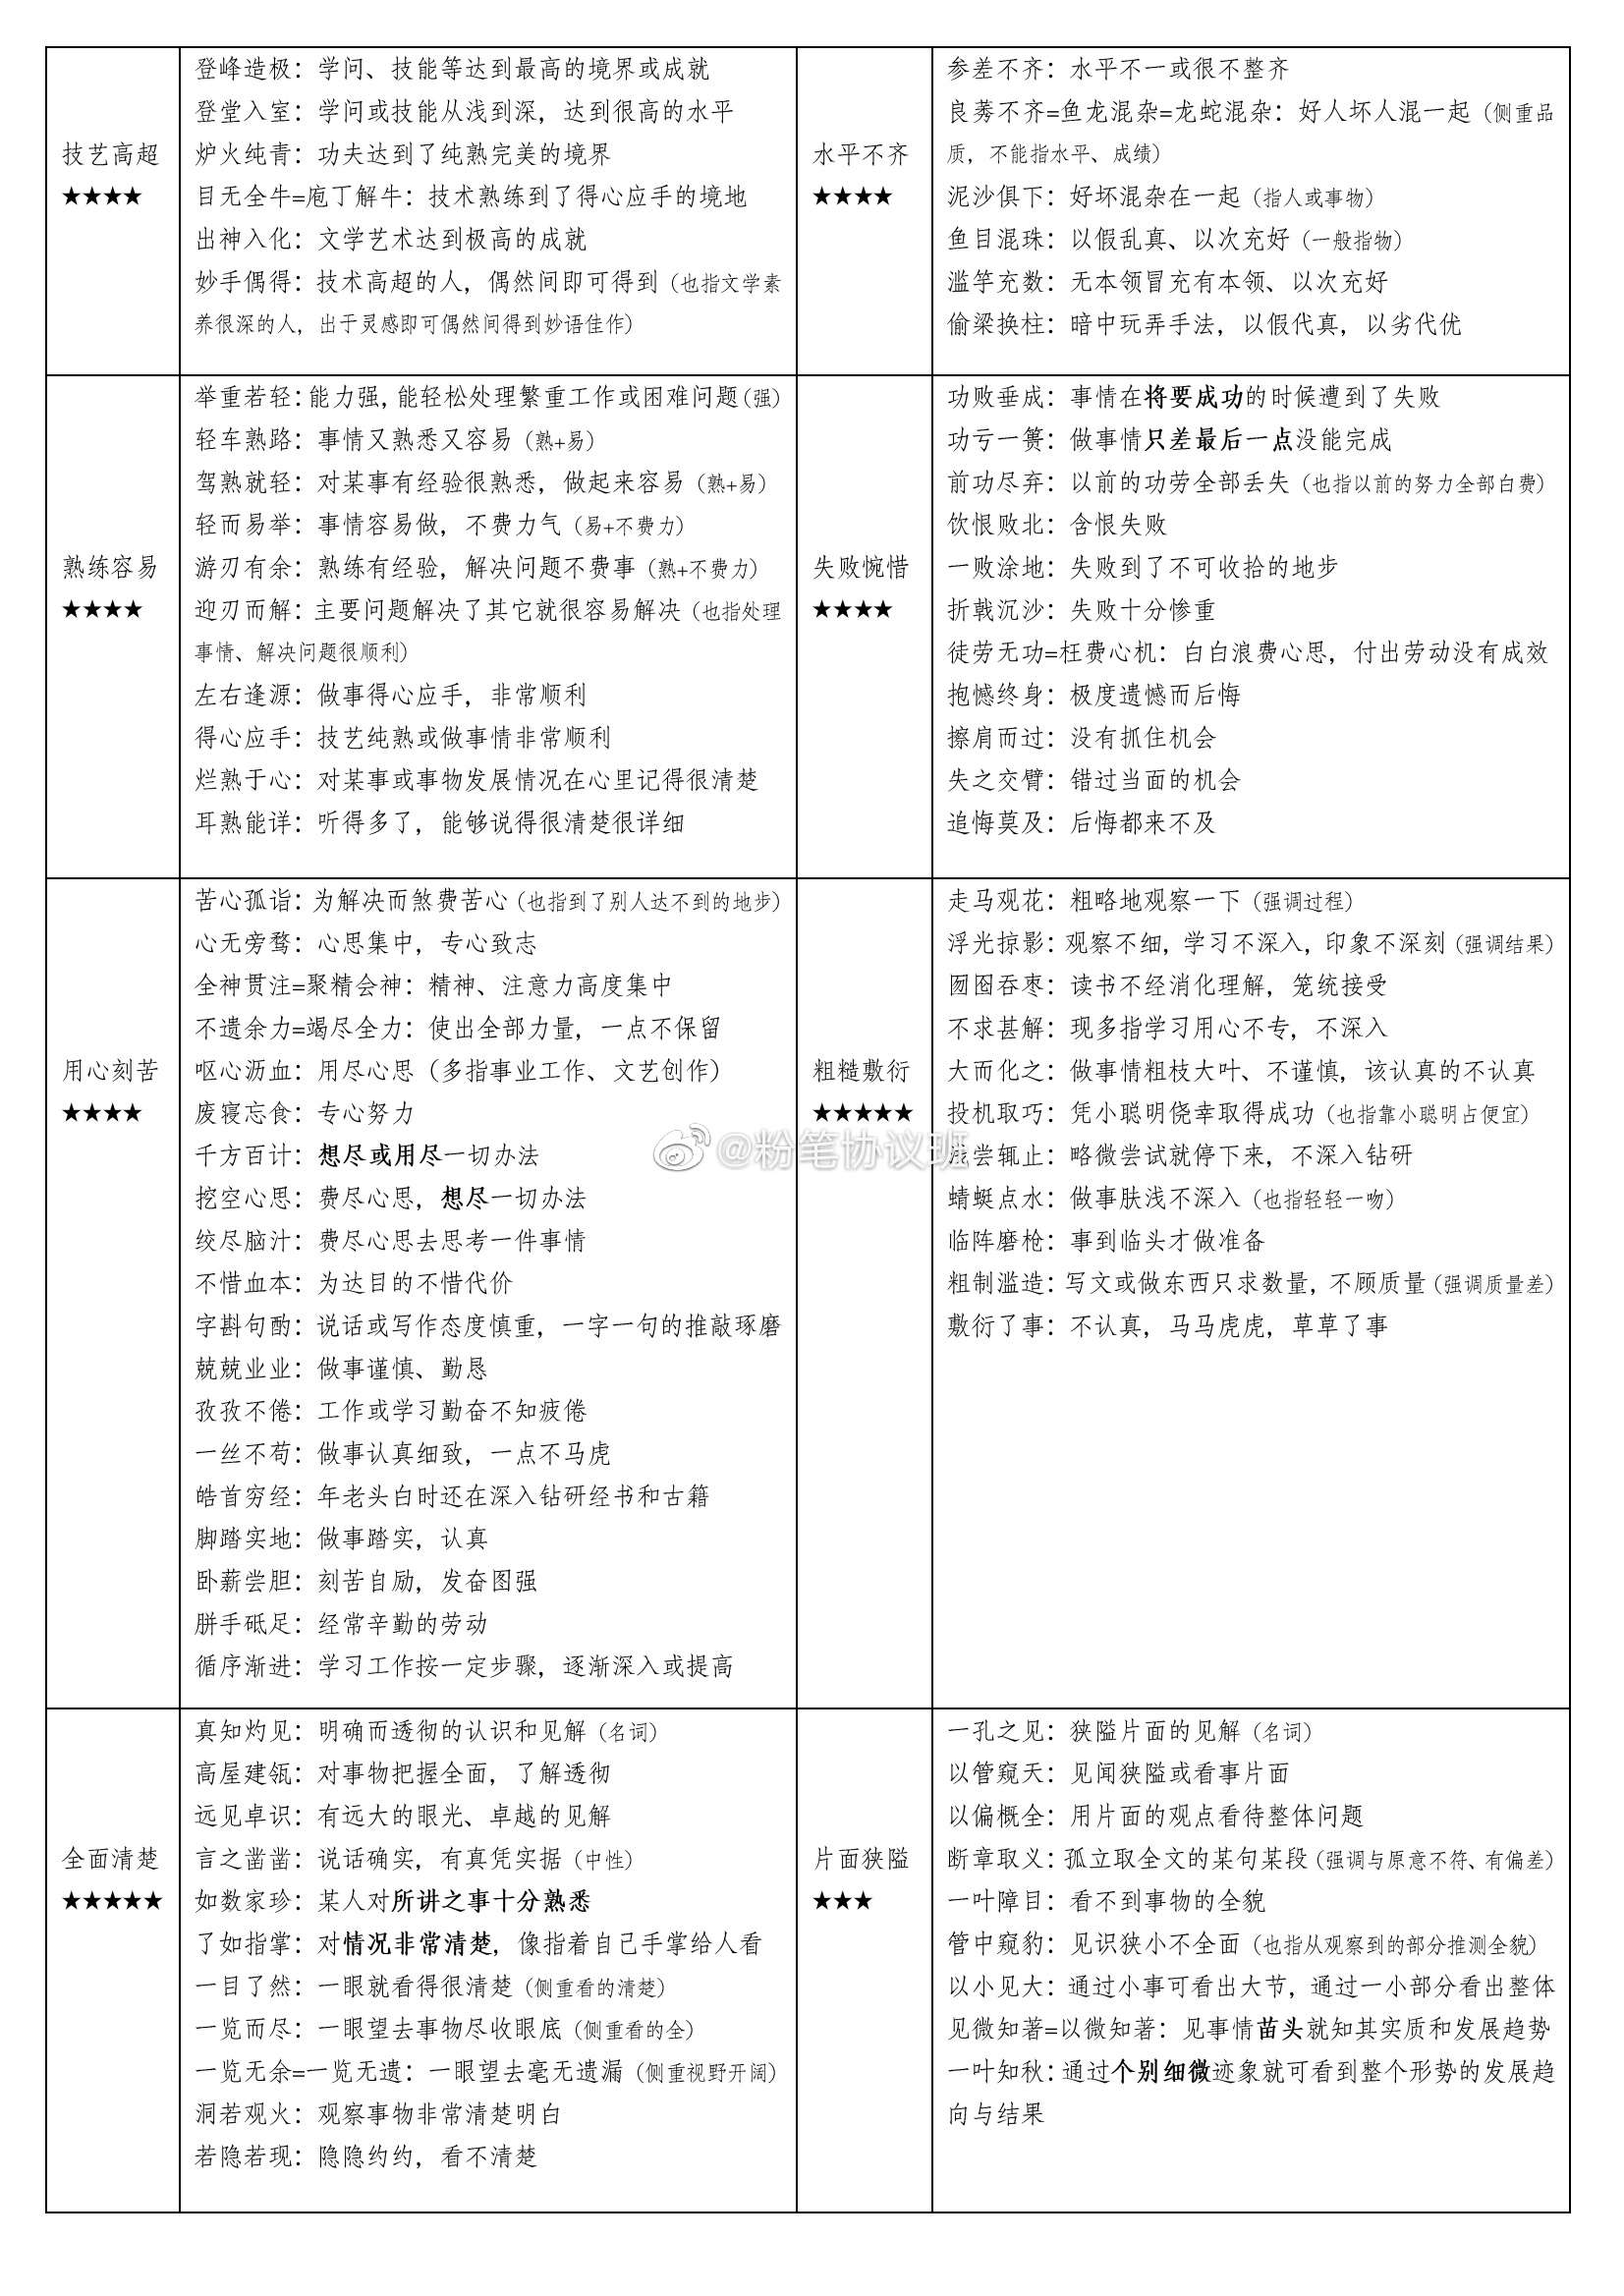 技艺高超
★★★★
登峰造极：学问、技能等达到最高的境界或成就
登堂入室：学问或技能从浅到深，达到很高的水平
炉火纯青：功夫达到了纯熟完美的境界
目无全牛=庖丁解牛：技术熟练到了得心应手的境地
出神入化：文学艺术达到极高的成就
妙手偶得：技术高超的人，偶然间即可得到（也指文学素
养很深的人，出于灵感即可偶然间得到妙语佳作）
水平不齐
★★★★
参差不齐：水平不一或很不整齐
良莠不齐=鱼龙混杂=龙蛇混杂：好人坏人混一起（侧重品
质，不能指水平、成绩）
泥沙俱下：好坏混杂在一起（指人或事物）
鱼目混珠：以假乱真、以次充好（一般指物）
滥竽充数：无本领冒充有本领、以次充好
偷梁换柱：暗中玩弄手法，以假代真，以劣代优
熟练容易
★★★★
举重若轻：能力强，能轻松处理繁重工作或困难问题（强）
轻车熟路：事情又熟悉又容易（熟+易）
驾熟就轻：对某事有经验很熟悉，做起来容易（熟+易）
轻而易举：事情容易做，不费力气（易+不费力）
游刃有余：熟练有经验，解决问题不费事（熟+不费力）
迎刃而解：主要问题解决了其它就很容易解决（也指处理
事情、解决问题很顺利）
左右逢源：做事得心应手，非常顺利
得心应手：技艺纯熟或做事情非常顺利
烂熟于心：对某事或事物发展情况在心里记得很清楚
耳熟能详：听得多了，能够说得很清楚很详细
失败惋惜
★★★★
功败垂成：事情在将要成功的时候遭到了失败
功亏一篑：做事情只差最后一点没能完成
前功尽弃：以前的功劳全部丢失（也指以前的努力全部白费）
饮恨败北：含恨失败
一败涂地：失败到了不可收拾的地步
折戟沉沙：失败十分惨重
徒劳无功=枉费心机：白白浪费心思，付出劳动没有成效
抱憾终身：极度遗憾而后悔
擦肩而过：没有抓住机会
失之交臂：错过当面的机会
追悔莫及：后悔都来不及
用心刻苦
★★★★
苦心孤诣：为解决而煞费苦心（也指到了别人达不到的地步）
心无旁骛：心思集中，专心致志
全神贯注=聚精会神：精神、注意力高度集中
不遗余力=竭尽全力：使出全部力量，一点不保留
呕心沥血：用尽心思（多指事业工作、文艺创作）
废寝忘食：专心努力
千方百计：想尽或用尽一切办法
挖空心思：费尽心思，想尽一切办法
绞尽脑汁：费尽心思去思考一件事情
不惜血本：为达目的不惜代价
字斟句酌：说话或写作态度慎重，一字一句的推敲琢磨
兢兢业业：做事谨慎、勤恳
孜孜不倦：工作或学习勤奋不知疲倦
一丝不苟：做事认真细致，一点不马虎
皓首穷经：年老头白时还在深入钻研经书和古籍
脚踏实地：做事踏实，认真
卧薪尝胆：刻苦自励，发奋图强
胼手砥足：经常辛勤的劳动
循序渐进：学习工作按一定步骤，逐渐深入或提高
粗糙敷衍
★★★★★
走马观花：粗略地观察一下（强调过程）
浮光掠影：观察不细，学习不深入，印象不深刻（强调结果）
囫囵吞枣：读书不经消化理解，笼统接受
不求甚解：现多指学习用心不专，不深入
大而化之：做事情粗枝大叶、不谨慎，该认真的不认真
投机取巧：凭小聪明侥幸取得成功（也指靠小聪明占便宜）
尝辄止：略微尝试就停下来，不深入钻研
蜻蜓点水：做事肤浅不深入（也指轻轻一吻）
临阵磨枪：事到临头才做准备
粗制滥造：写文或做东西只求数量，不顾质量（强调质量差）
敷衍了事：不认真，马马虎虎，草草了事
@粉笔协议班
全面清楚
★★★★★
真知灼见：明确而透彻的认识和见解（名词）
高屋建瓴：对事物把握全面，了解透彻
远见卓识：有远大的眼光、卓越的见解
言之凿凿：说话确实，有真凭实据（中性）
如数家珍：某人对所讲之事十分熟悉
了如指掌：对情况非常清楚，像指着自己手掌给人看
一目了然：一眼就看得很清楚（侧重看的清楚）
一览而尽：一眼望去事物尽收眼底（侧重看的全）
一览无余=一览无遗：一眼望去毫无遗漏（侧重视野开阔）
洞若观火：观察事物非常清楚明白
若隐若现：隐隐约约，看不清楚
片面狭隘
★★★
一孔之见：狭隘片面的见解（名词）
以管窥天：见闻狭隘或看事片面
以偏概全：用片面的观点看待整体问题
断章取义：孤立取全文的某句某段（强调与原意不符、有偏差）
一叶障目：看不到事物的全貌
管中窥豹：见识狭小不全面（也指从观察到的部分推测全貌）
以小见大：通过小事可看出大节，通过一小部分看出整体
见微知著=以微知著：见事情苗头就知其实质和发展趋势
一叶知秋：通过个别细微迹象就可看到整个形势的发展趋
向与结果